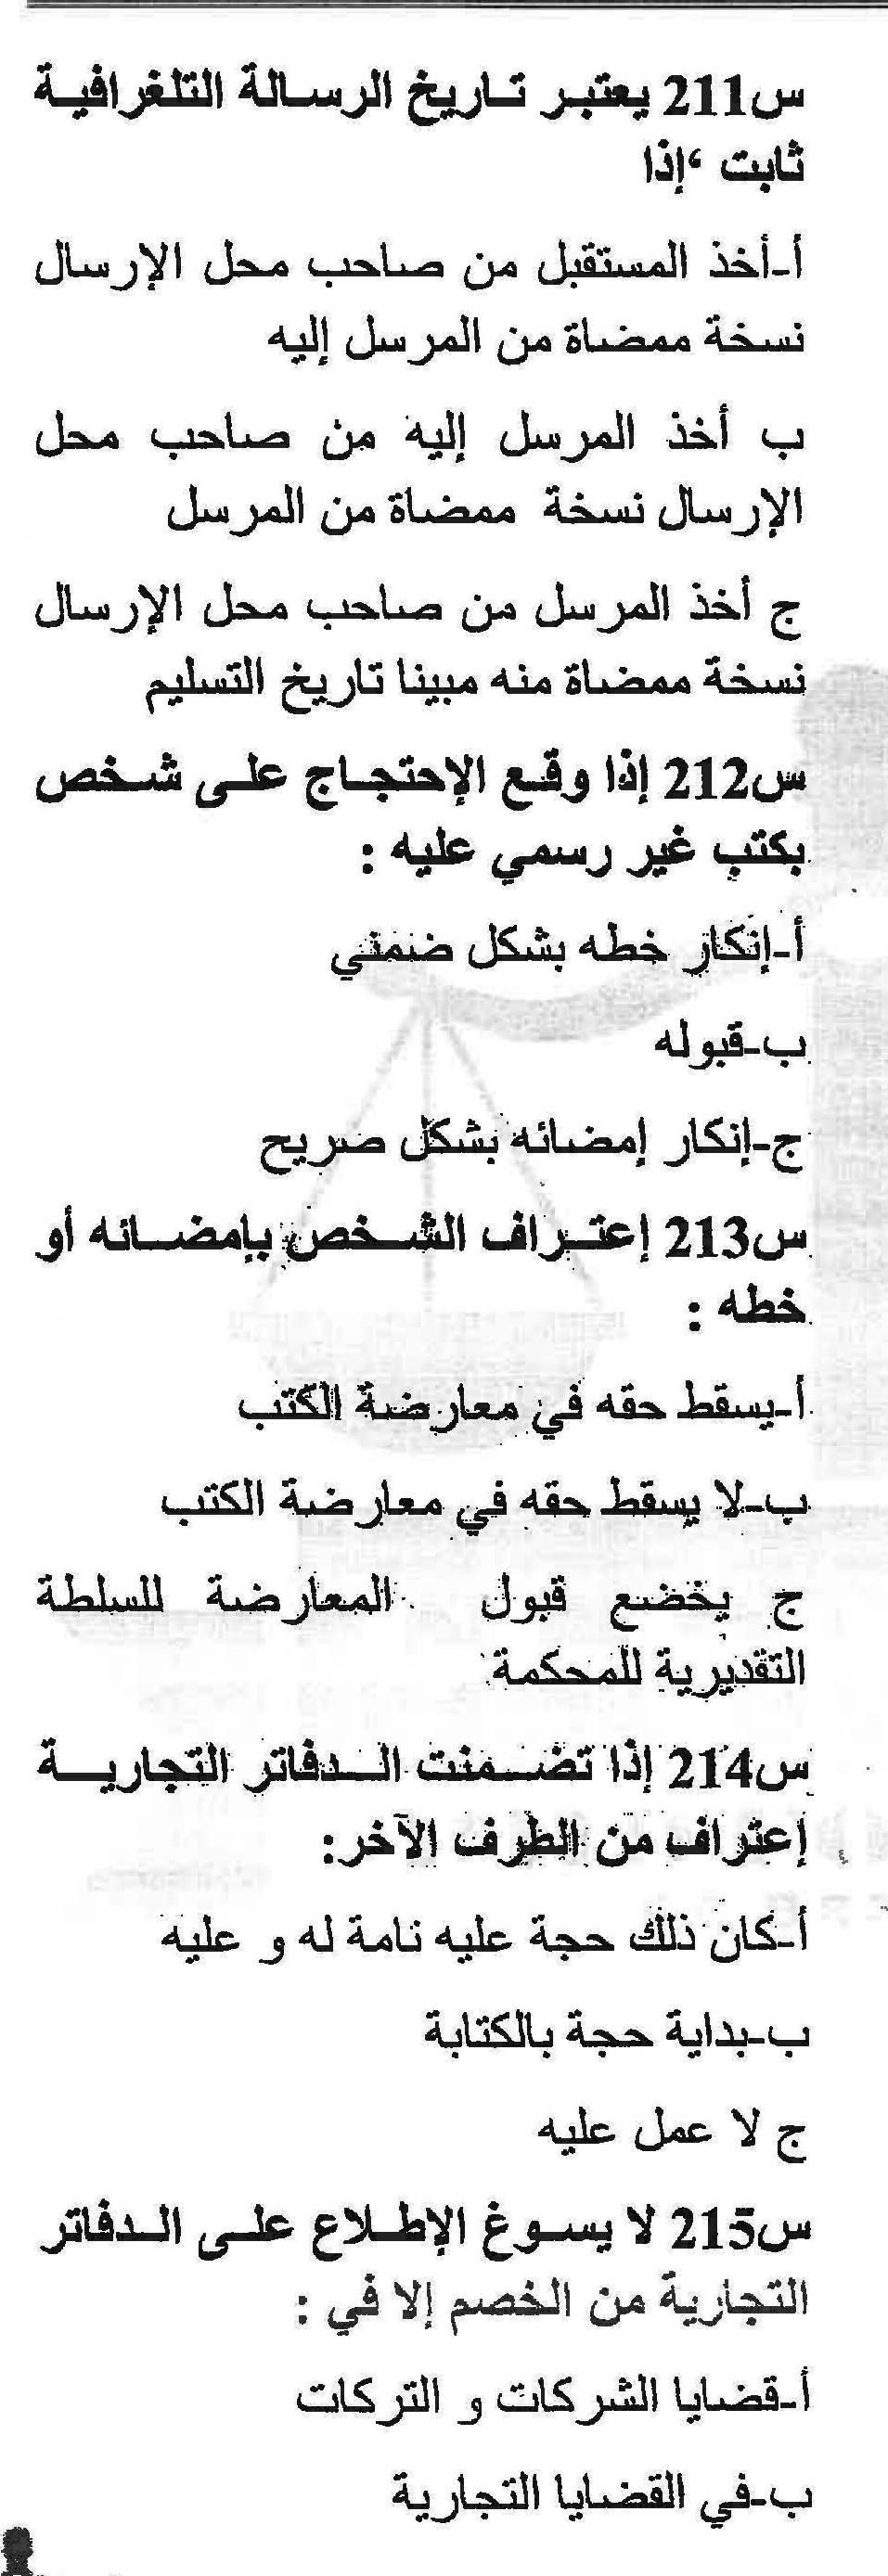 س211 يعتبر تاريخ الرسالة التلغرافية
ثابت ،إذا
أ-أخذ المستقبل من صاحب محل الإرسال
نسخة ممضاة من المرسل إليه
ب أخذ المرسل إليه من صاحب محل
الإرسال نسخة ممضاة من المرسل
ج أخذ المرسل من صاحب محل الإرسال
نسخة ممضاة منه مبينا تاريخ التسليم
س212 إذا وقع الإحتجاج على شخص
بكتب غير رسمي عليه :
أ-إنكار خطه بشكل ضمني
ب-قبوله
ج-إنكار إمضائه بشكل صريح
س213 إعتراف الشخص بإمضائه أو
خطه :
أ-يسقط حقه في معارضة الكتب
ب-لا يسقط حقه في معارضة الكتب
ج يخضع قبول المعارضة للسلطة
التقديرية للمحكمة
س214 إذا تضمنت الدفاتر التجارية
إعتراف من الطرف الآخر:
أ-كان ذلك حجة عليه تامة له و عليه
ب-بداية حجة بالكتابة
ج لا عمل عليه
س215 لا يسوغ الإطلاع على الدفاتر
التجارية من الخصم إلا في :
أ-قضايا الشركات و التركات
ب-في القضايا التجارية